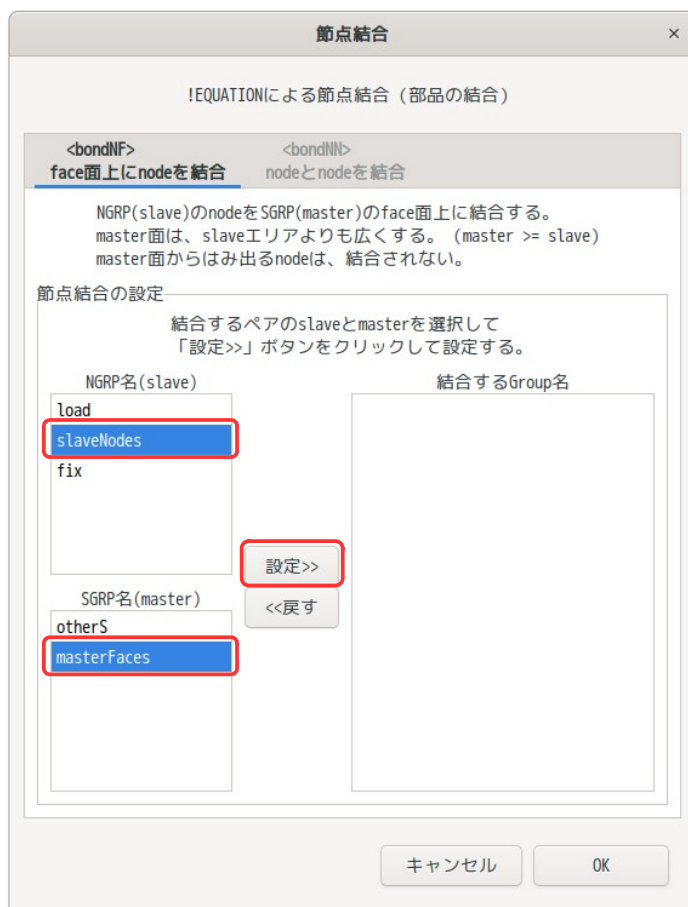 節点結合
×
!EQUATIONによる節点結合 (部品の結合)
<bondNF>
face面上にnodeを結合
<bondNN>
nodeとnodeを結合
NGRP(slave)のnodeをSGRP(master)のface面上に結合する。
master面は、slaveエリアよりも広くする。 (master >= slave)
master面からはみ出るnodeは、結合されない。
節点結合の設定
結合するペアのslaveとmasterを選択して
「設定>>」ボタンをクリックして設定する。
NGRP名(slave)
load
slaveNodes
fix
SGRP名(master)
otherS
masterFaces
設定>>
<<戻す
結合するGroup名
キャンセル
OK